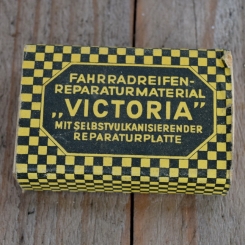 FAHRRADREIFEN-
REPARATURMATERIAL
„VICTORIA"
MIT SELBSTVULKANISIERENDER
REPARATURPLATTE